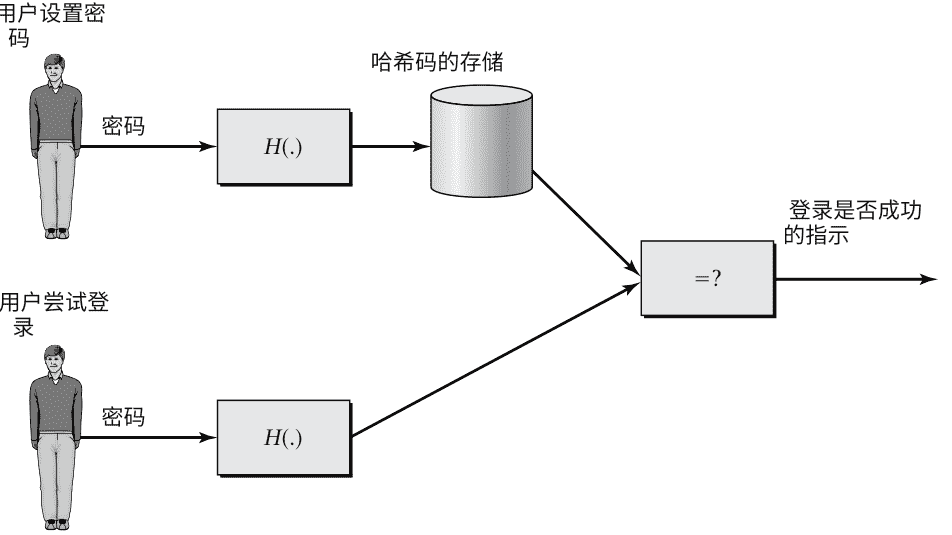 用户设置密
码
哈希码的存储
密码
H(.)
登录是否成功
的指示
=?
用户尝试登
录
密码
H(.)